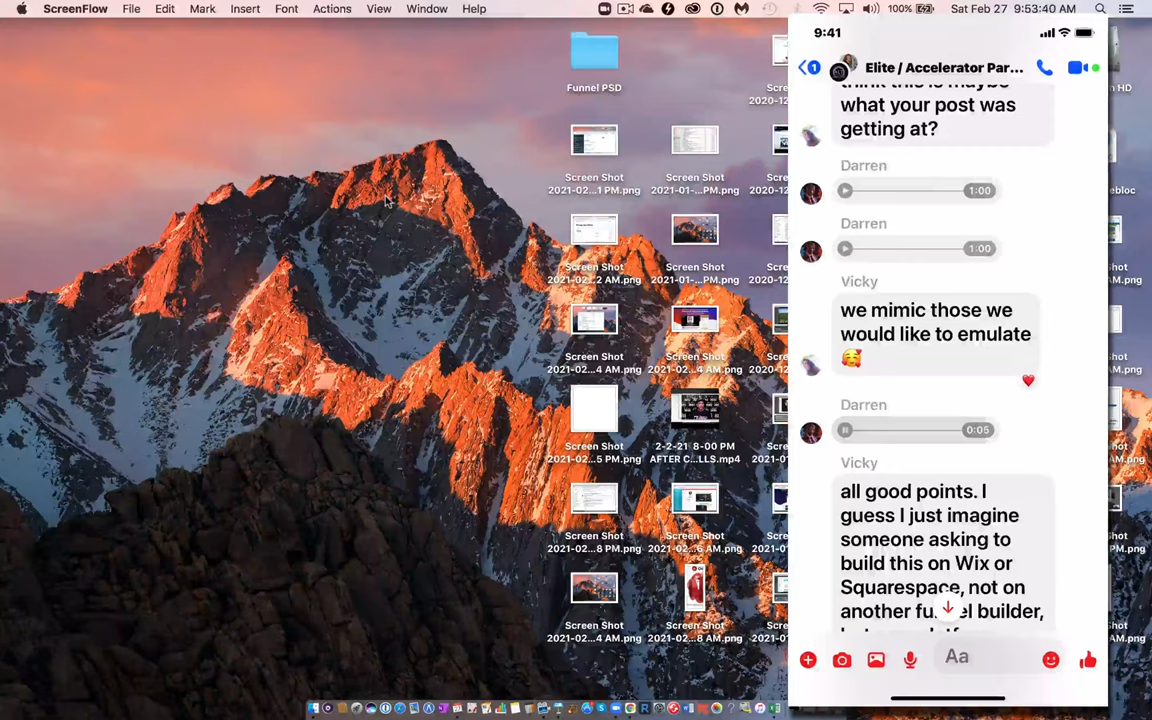 ScreenFlow File Edit Mark Insert Font Actions View Window Help 100% Sat Feb 27 9:53:40 AM
Funnel PSD
Screen Shot
2021-02...1 PM.png
Screen Shot
2021-01-...PM.png
Screen Shot
2021-02...2 AM.png
Screen Shot
2021-01-...PM.png
Screen Shot
2021-02...4 AM.png
Screen Shot
2021-02...4 AM.png
Screen Shot
2021-02...5 PM.png
2-2-21 8-00 PM
AFTER C...LLS.mp4
Screen Shot
2021-02...8 PM.png
Screen Shot
2021-02...6 AM.png
Screen Shot
2021-02...4 AM.png
Screen Shot
2021-02...8 AM.png
9:41
1 Elite / Accelerator Par...
think this is maybe
what your post was
getting at?
Darren
1:00
Darren
1:00
Vicky
we mimic those we
would like to emulate
🥰
Darren
0:05
Vicky
all good points. I
guess I just imagine
someone asking to
build this on Wix or
Squarespace, not on
another funnel builder,
Aa